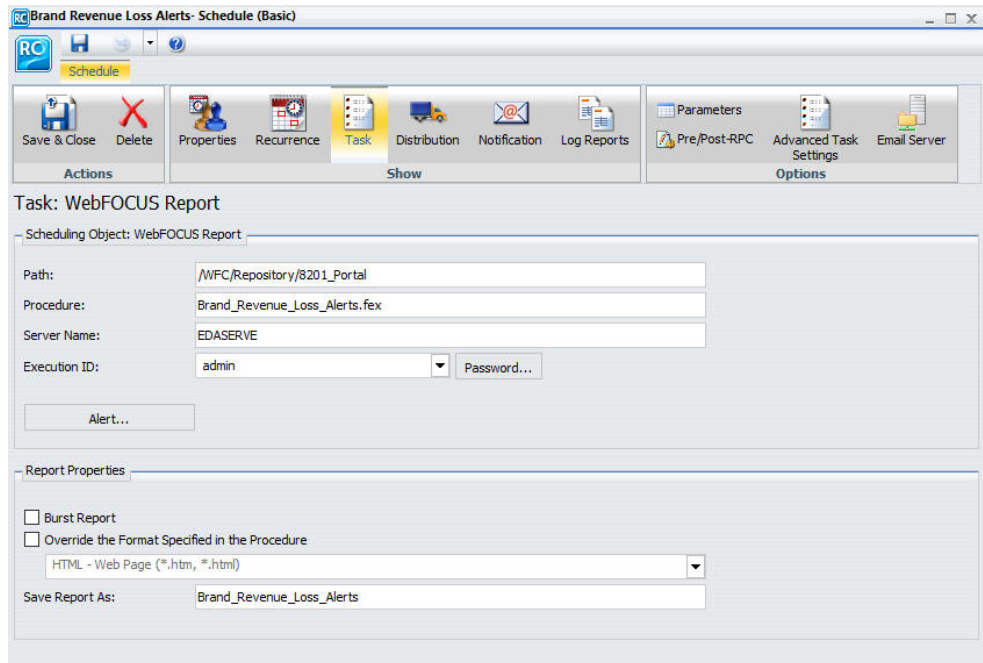 RC Brand Revenue Loss Alerts- Schedule (Basic)
RC
Schedule
Save & Close Delete Properties Recurrence Task Distribution Notification Log Reports Parameters Pre/Post-RPC Advanced Task Settings Email Server
Actions Show Options
Task: WebFOCUS Report
Scheduling Object: WebFOCUS Report
Path: /WFC/Repository/8201_Portal
Procedure: Brand_Revenue_Loss_Alerts.fex
Server Name: EDASERVE
Execution ID: admin Password...
Alert...
Report Properties
Burst Report
Override the Format Specified in the Procedure
HTML - Web Page (*.htm, *.html)
Save Report As: Brand_Revenue_Loss_Alerts